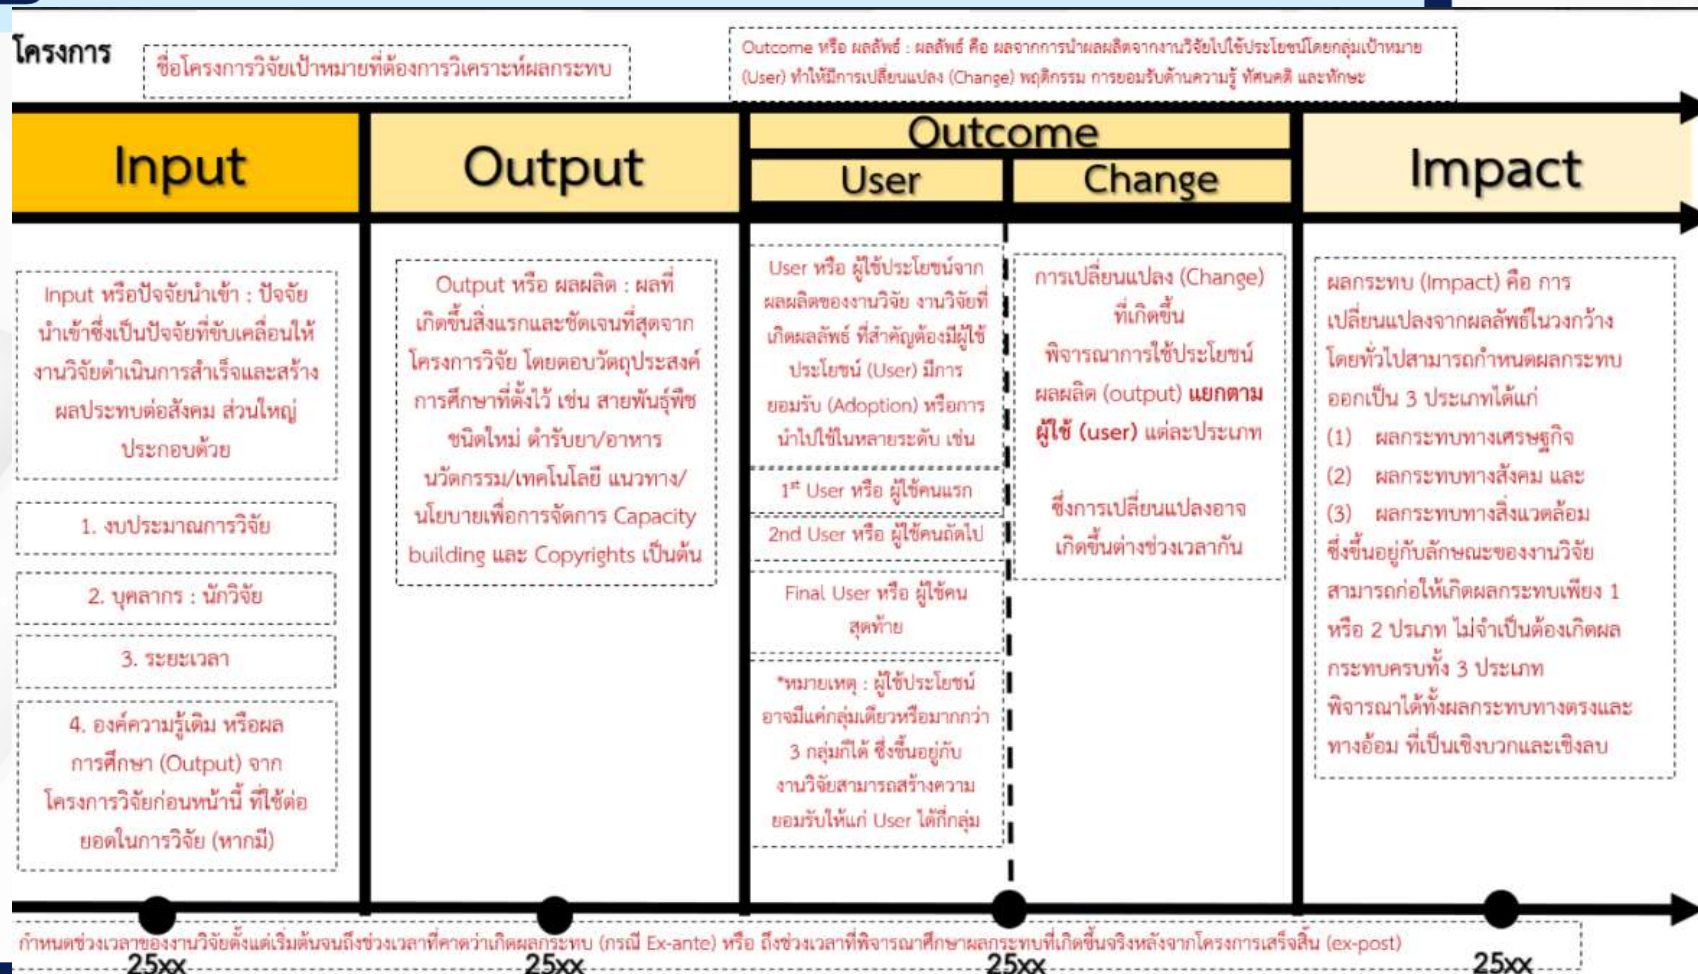 โครงการ
ชื่อโครงการวิจัยเป้าหมายที่ต้องการวิเคราะห์ผลกระทบ
Outcome หรือ ผลลัพธ์ : ผลลัพธ์ คือ ผลจากการนำผลผลิตจากงานวิจัยไปใช้ประโยชน์โดยกลุ่มเป้าหมาย
(User) ทำให้มีการเปลี่ยนแปลง (Change) พฤติกรรม การยอมรับด้านความรู้ ทัศนคติ และทักษะ
Input
Output
Outcome
User
Change
Impact
Input หรือปัจจัยนำเข้า : ปัจจัย
นำเข้าซึ่งเป็นปัจจัยที่ขับเคลื่อนให้
งานวิจัยดำเนินการสำเร็จและสร้าง
ผลประทบต่อสังคม ส่วนใหญ่
ประกอบด้วย
1. งบประมาณการวิจัย
2. บุคลากร : นักวิจัย
3. ระยะเวลา
4. องค์ความรู้เดิม หรือผล
การศึกษา (Output) จาก
โครงการวิจัยก่อนหน้านี้ ที่ใช้ต่อ
ยอดในการวิจัย (หากมี)
Output หรือ ผลผลิต : ผลที่
เกิดขึ้นสิ่งแรกและชัดเจนที่สุดจาก
โครงการวิจัย โดยตอบวัตถุประสงค์
การศึกษาที่ตั้งไว้ เช่น สายพันธุ์พืช
ชนิดใหม่ ตำรับยา/อาหาร
นวัตกรรม/เทคโนโลยี แนวทาง/
นโยบายเพื่อการจัดการ Capacity
building และ Copyrights เป็นต้น
User หรือ ผู้ใช้ประโยชน์จาก
ผลผลิตของงานวิจัย งานวิจัยที่
เกิดผลลัพธ์ ที่สำคัญต้องมีผู้ใช้
ประโยชน์ (User) มีการ
ยอมรับ (Adoption) หรือการ
นำไปใช้ในหลายระดับ เช่น
1st User หรือ ผู้ใช้คนแรก
2nd User หรือ ผู้ใช้คนถัดไป
Final User หรือ ผู้ใช้คน
สุดท้าย
*หมายเหตุ : ผู้ใช้ประโยชน์
อาจมีแค่กลุ่มเดียวหรือมากกว่า
3 กลุ่มก็ได้ ซึ่งขึ้นอยู่กับ
งานวิจัยสามารถสร้างความ
ยอมรับให้แก่ User ได้กี่กลุ่ม
การเปลี่ยนแปลง (Change)
ที่เกิดขึ้น
พิจารณาการใช้ประโยชน์
ผลผลิต (output) แยกตาม
ผู้ใช้ (user) แต่ละประเภท
ซึ่งการเปลี่ยนแปลงอาจ
เกิดขึ้นต่างช่วงเวลากัน
ผลกระทบ (Impact) คือ การ
เปลี่ยนแปลงจากผลลัพธ์ในวงกว้าง
โดยทั่วไปสามารถกำหนดผลกระทบ
ออกเป็น 3 ประเภทได้แก่
(1) ผลกระทบทางเศรษฐกิจ
(2) ผลกระทบทางสังคม และ
(3) ผลกระทบทางสิ่งแวดล้อม
ซึ่งขึ้นอยู่กับลักษณะของงานวิจัย
สามารถก่อให้เกิดผลกระทบเพียง 1
หรือ 2 ปรเภท ไม่จำเป็นต้องเกิดผล
กระทบครบทั้ง 3 ประเภท
พิจารณาได้ทั้งผลกระทบทางตรงและ
ทางอ้อม ที่เป็นเชิงบวกและเชิงลบ
กำหนดช่วงเวลาของงานวิจัยตั้งแต่เริ่มต้นจนถึงช่วงเวลาที่คาดว่าเกิดผลกระทบ (กรณี Ex-ante) หรือ ถึงช่วงเวลาที่พิจารณาศึกษาผลกระทบที่เกิดขึ้นจริงหลังจากโครงการเสร็จสิ้น (ex-post)
25xx
25xx
25xx
25xx